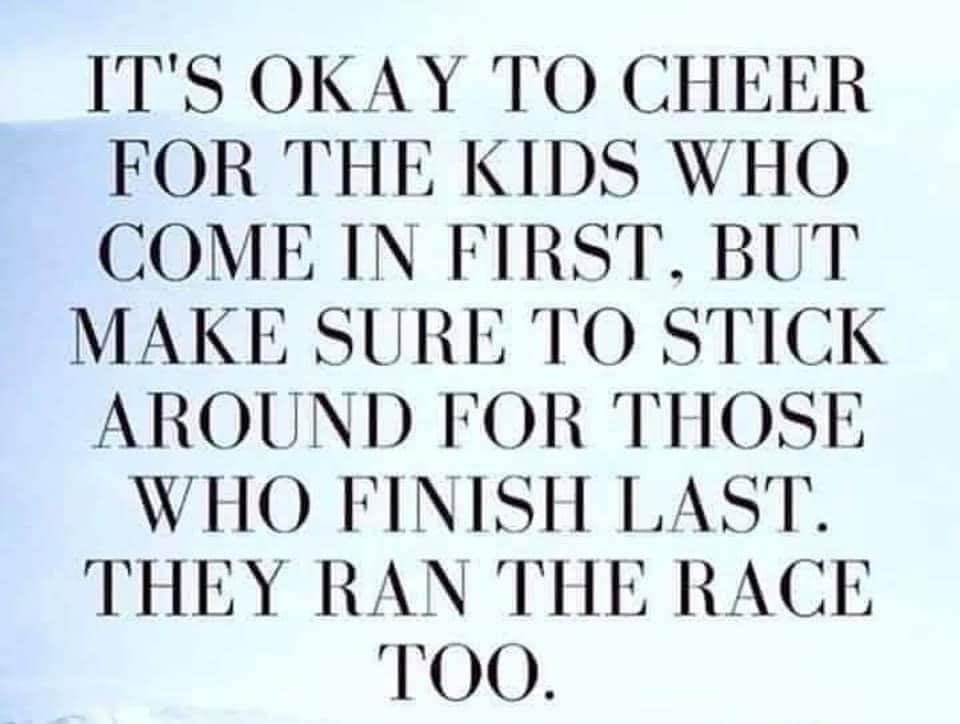 IT'S OKAY TO CHEER
FOR THE KIDS WHO
COME IN FIRST, BUT
MAKE SURE TO STICK
AROUND FOR THOSE
WHO FINISH LAST.
THEY RAN THE RACE
TOO.